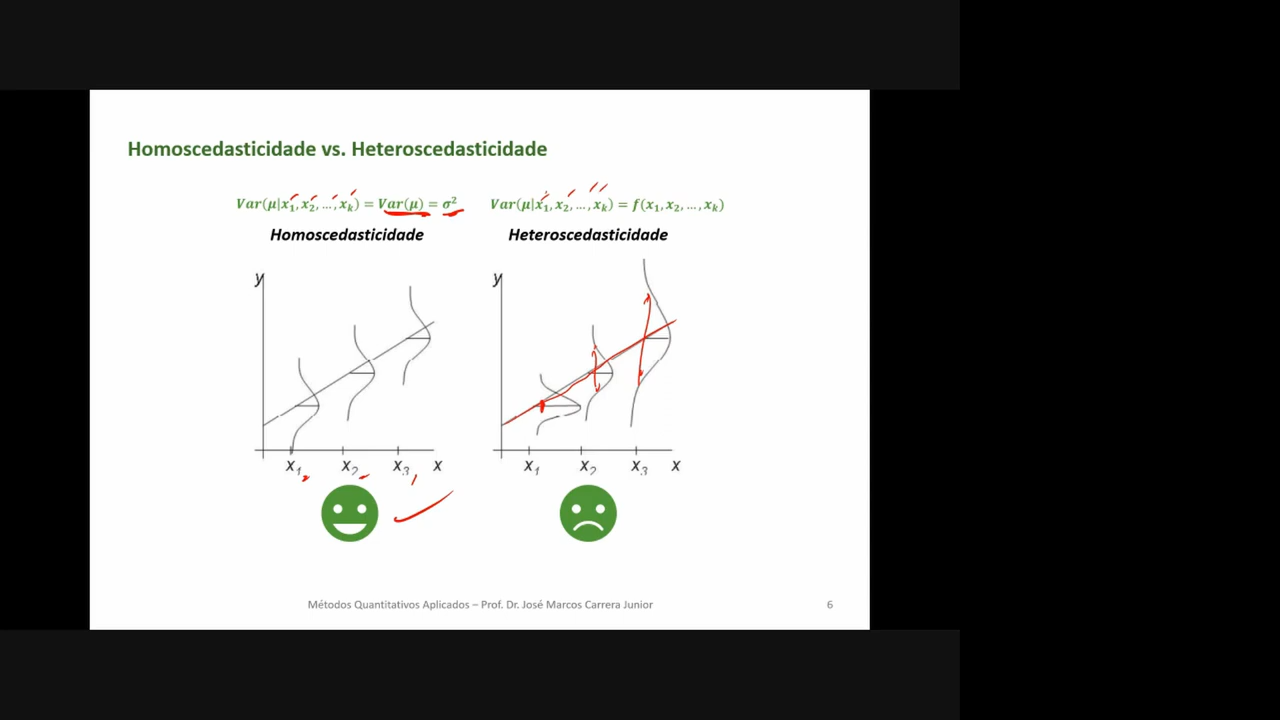 Homoscedasticidade vs. Heteroscedasticidade
Var(μ|x₁, x₂, ..., xₖ) = Var(μ) = σ²
Var(μ|x₁, x₂, ..., xₖ) = f(x₁, x₂, ..., xₖ)
Homoscedasticidade
Heteroscedasticidade
y
y
x₁ x₂ x₃ x
x₁ x₂ x₃ x
Métodos Quantitativos Aplicados – Prof. Dr. José Marcos Carrera Junior
6